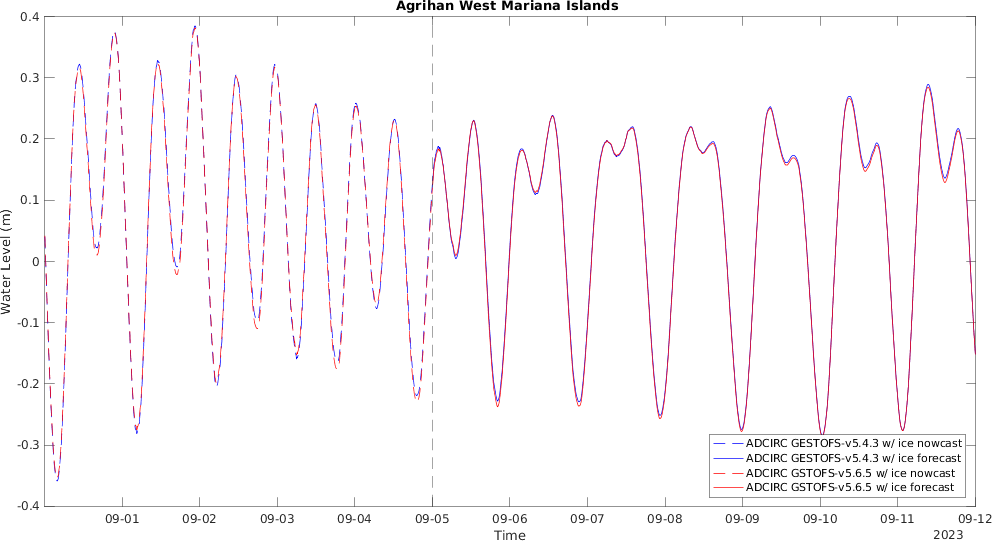 Agrihan West Mariana Islands
0.4
0.3
0.2
0.1
0
-0.1
-0.2
-0.3
-0.4
Water Level (m)
ADCIRC GESTOFS-v5.4.3 w/ ice nowcast
ADCIRC GESTOFS-v5.4.3 w/ ice forecast
ADCIRC GSTOFS-v5.6.5 w/ ice nowcast
ADCIRC GSTOFS-v5.6.5 w/ ice forecast
09-01 09-02 09-03 09-04 09-05 09-06 09-07 09-08 09-09 09-10 09-11 09-12
Time
2023